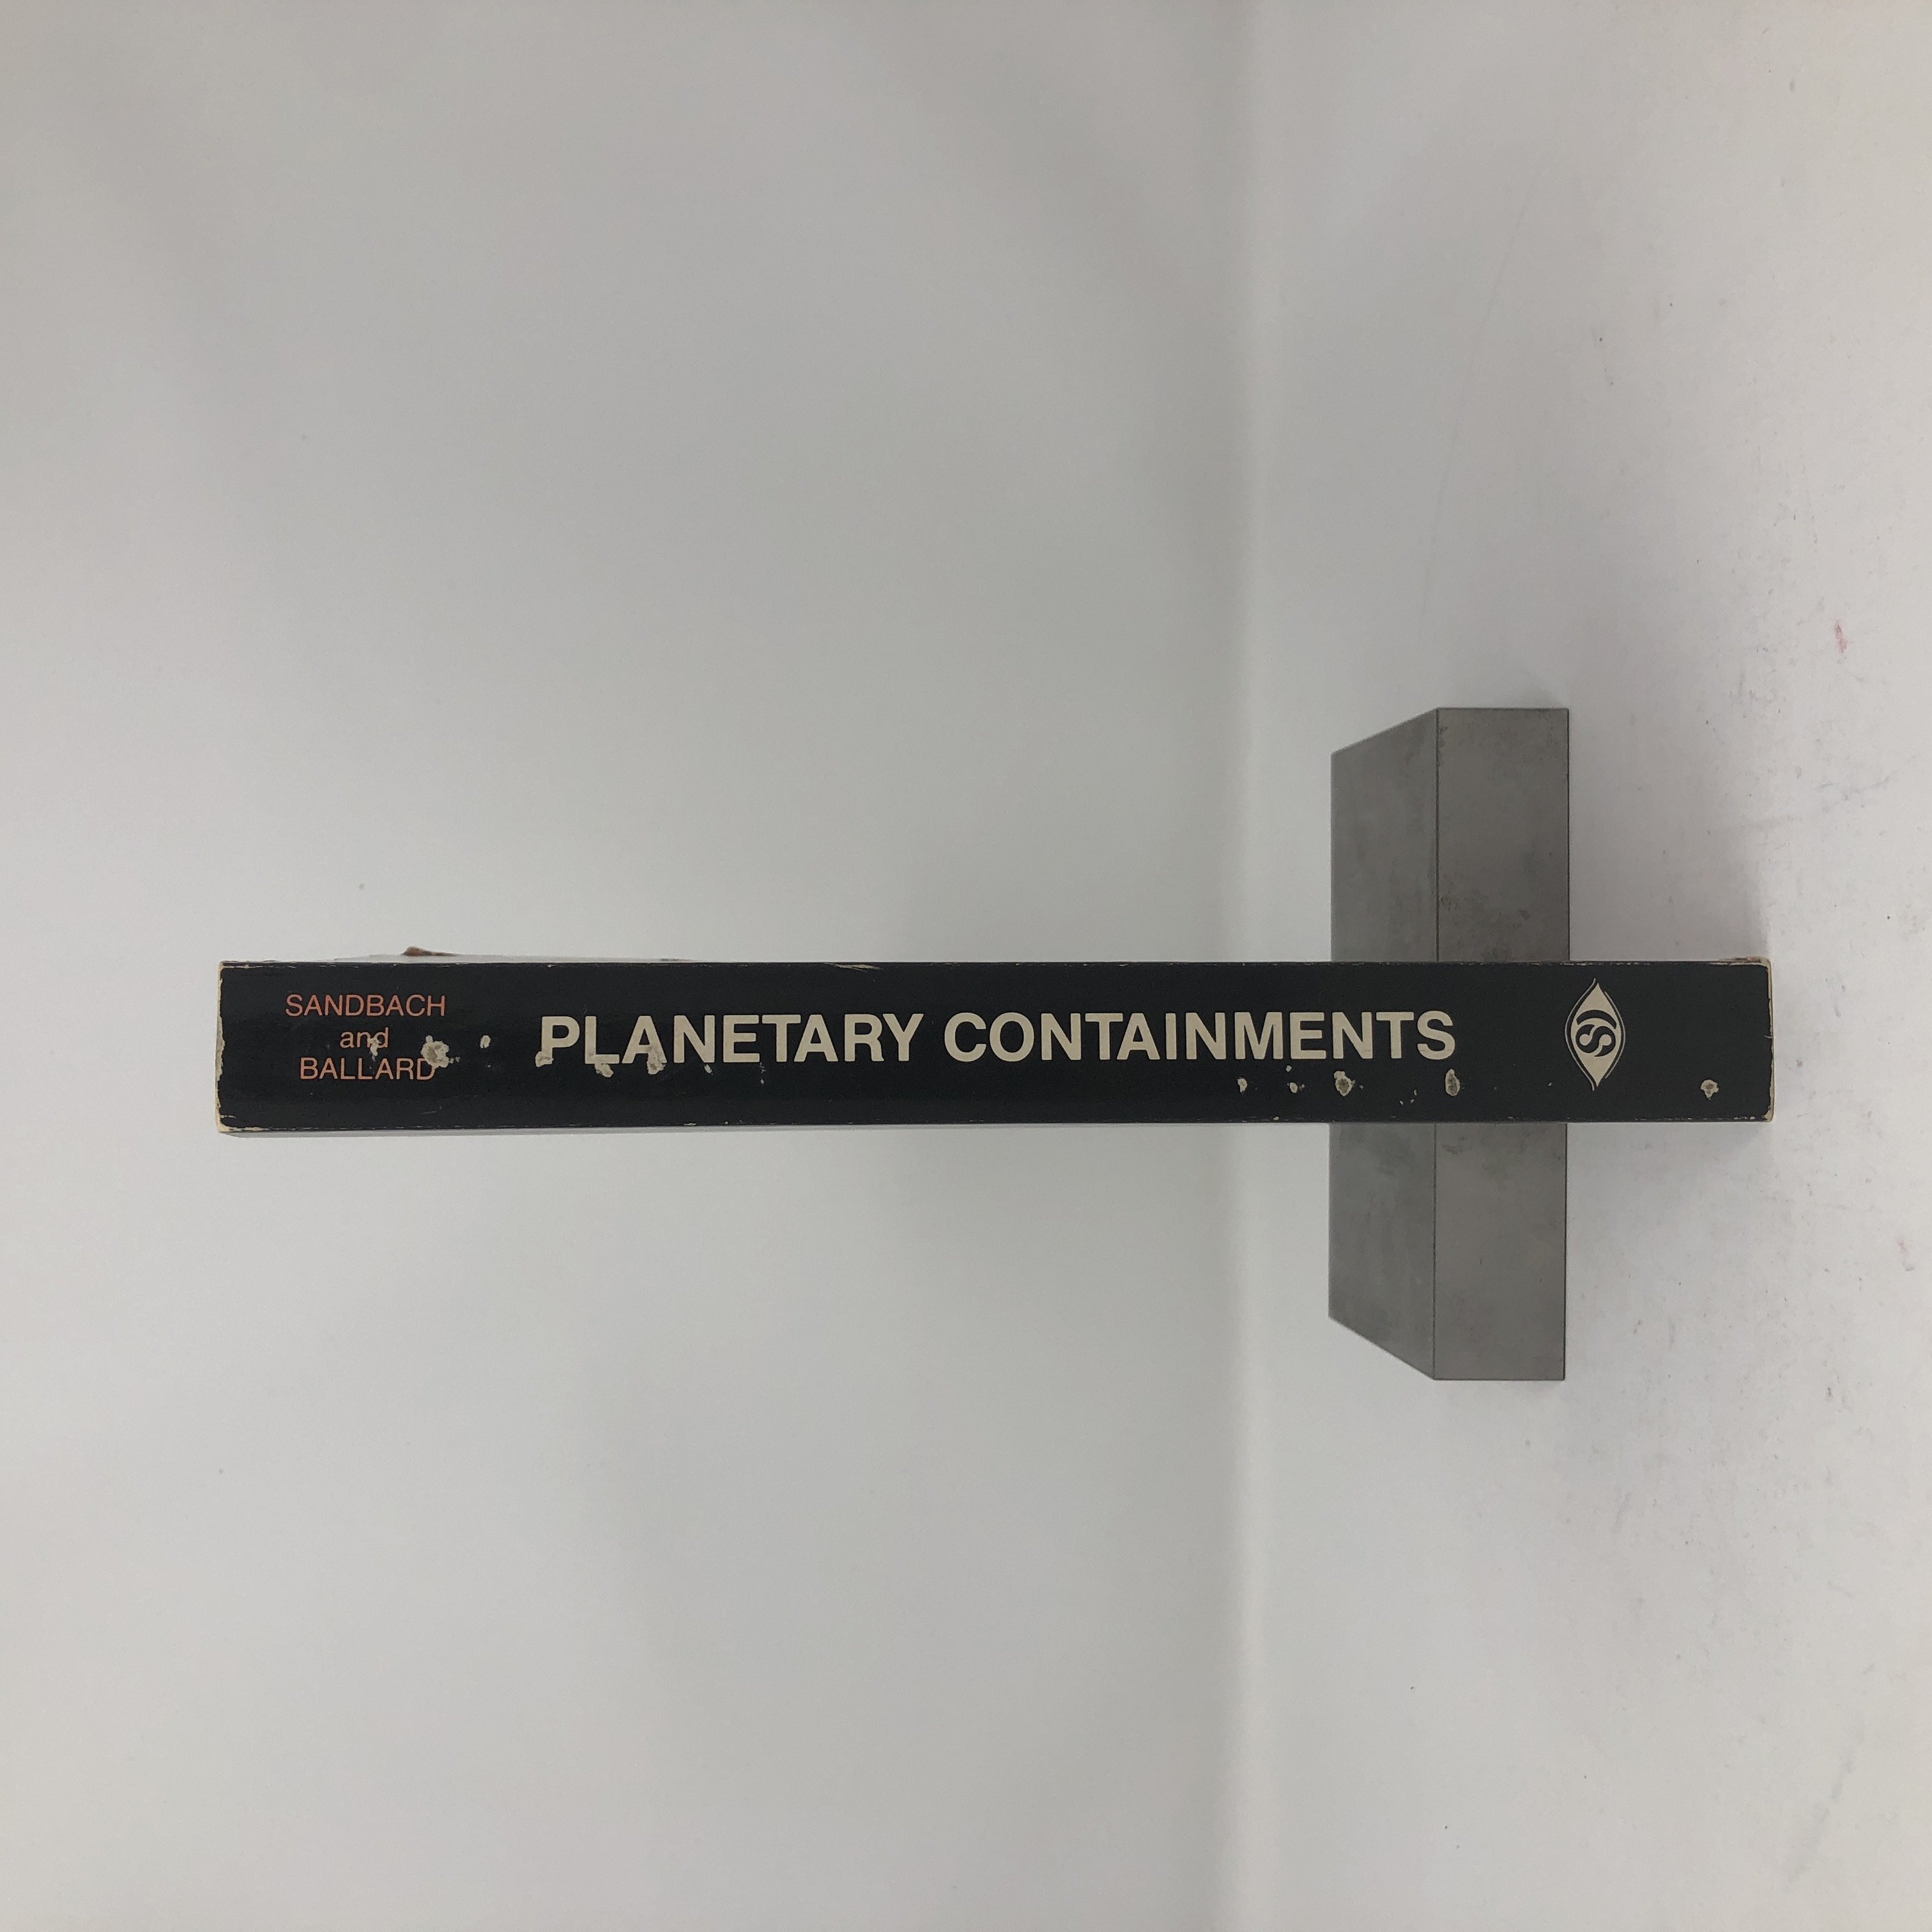 SANDBACH
and
BALLARD
PLANETARY CONTAINMENTS